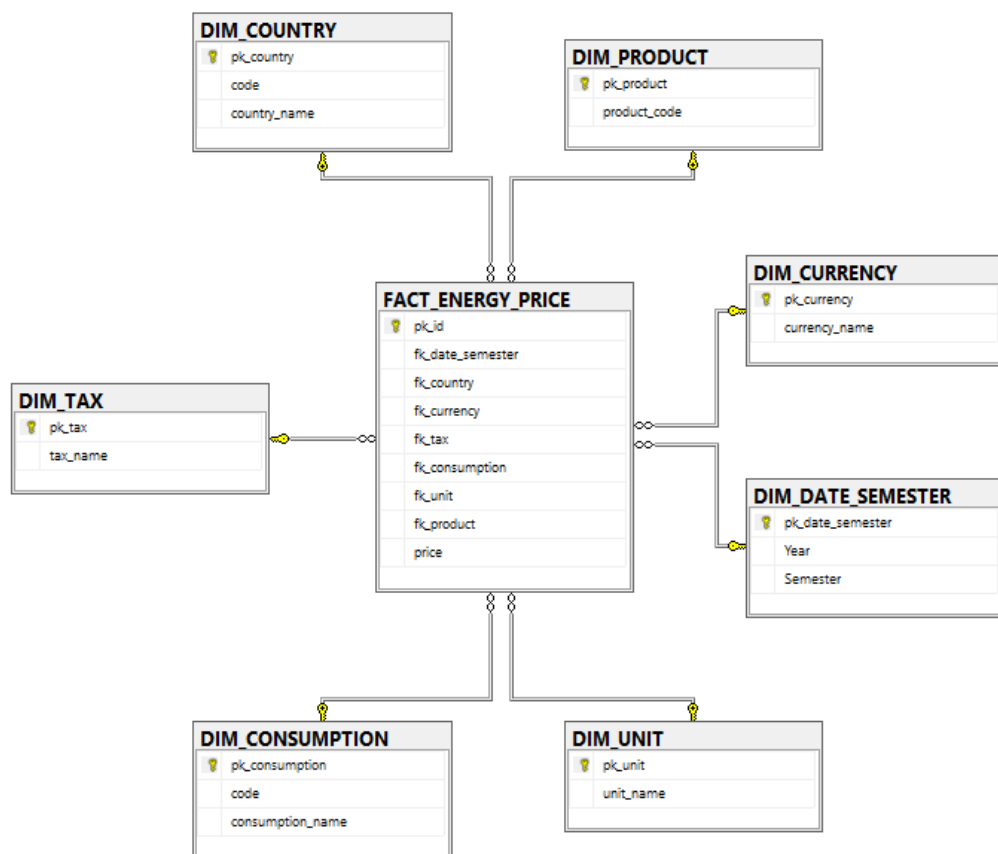 DIM_COUNTRY
pk_country
code
country_name
DIM_PRODUCT
pk_product
product_code
FACT_ENERGY_PRICE
pk_id
fk_date_semester
fk_country
fk_currency
fk_tax
fk_consumption
fk_unit
fk_product
price
DIM_CURRENCY
pk_currency
currency_name
DIM_TAX
pk_tax
tax_name
DIM_DATE_SEMESTER
pk_date_semester
Year
Semester
DIM_CONSUMPTION
pk_consumption
code
consumption_name
DIM_UNIT
pk_unit
unit_name